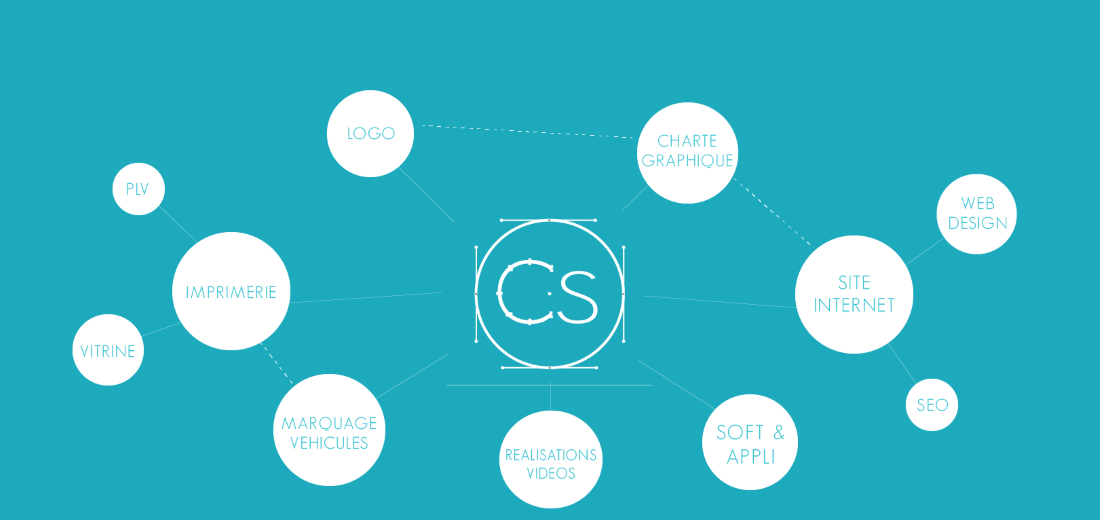 LOGO
CHARTE
GRAPHIQUE
PLV
WEB
DESIGN
IMPRIMERIE
CS
SITE
INTERNET
VITRINE
SEO
MARQUAGE
VEHICULES
REALISATIONS
VIDEOS
SOFT &
APPLI